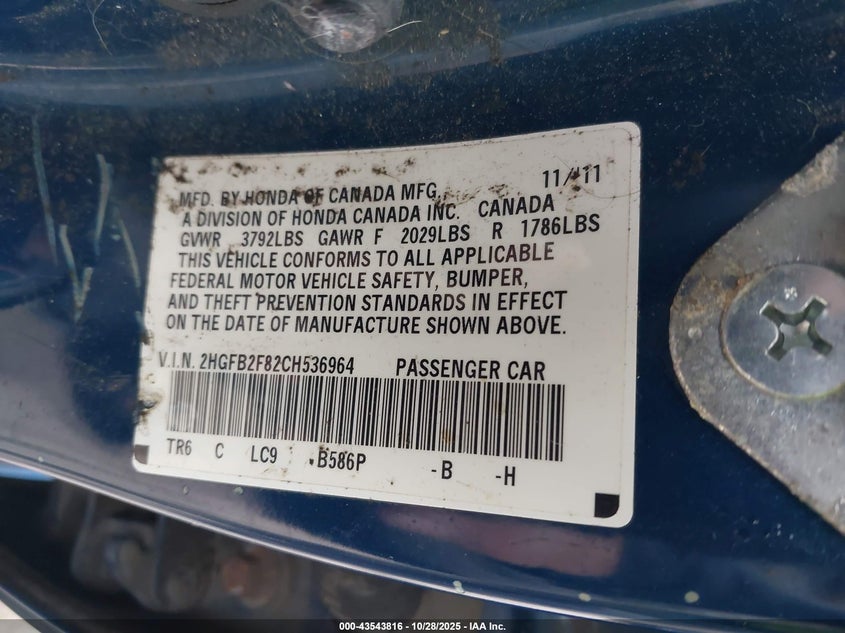 11/11
MFD. BY HONDA OF CANADA MFG.
A DIVISION OF HONDA CANADA INC. CANADA
GVWR 3792LBS GAWR F 2029LBS R 1786LBS
THIS VEHICLE CONFORMS TO ALL APPLICABLE
FEDERAL MOTOR VEHICLE SAFETY, BUMPER,
AND THEFT PREVENTION STANDARDS IN EFFECT
ON THE DATE OF MANUFACTURE SHOWN ABOVE.
V.I.N. 2HGFB2F82CH536964 PASSENGER CAR
TR6 C LC9 B586P -B -H
000-43543816 | 10/28/2025 - IAA Inc.